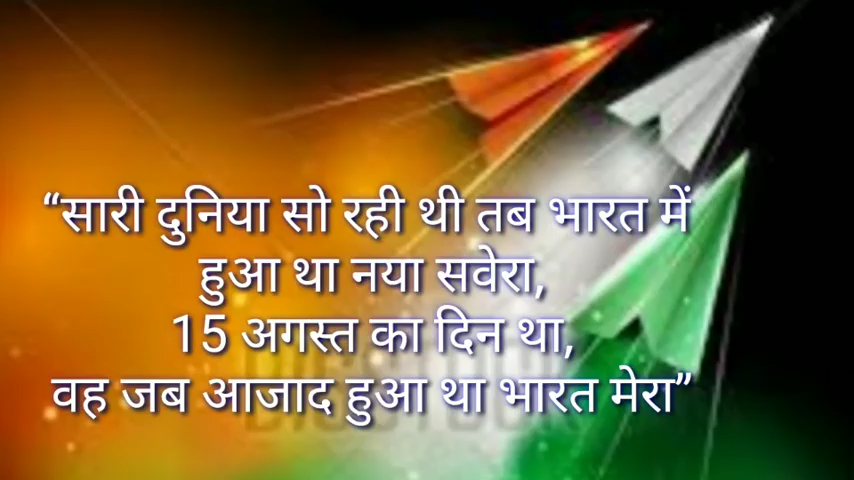 “सारी दुनिया सो रही थी तब भारत में
हुआ था नया सवेरा,
15 अगस्त का दिन था,
वह जब आजाद हुआ था भारत मेरा”